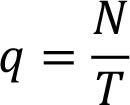 q = N/T